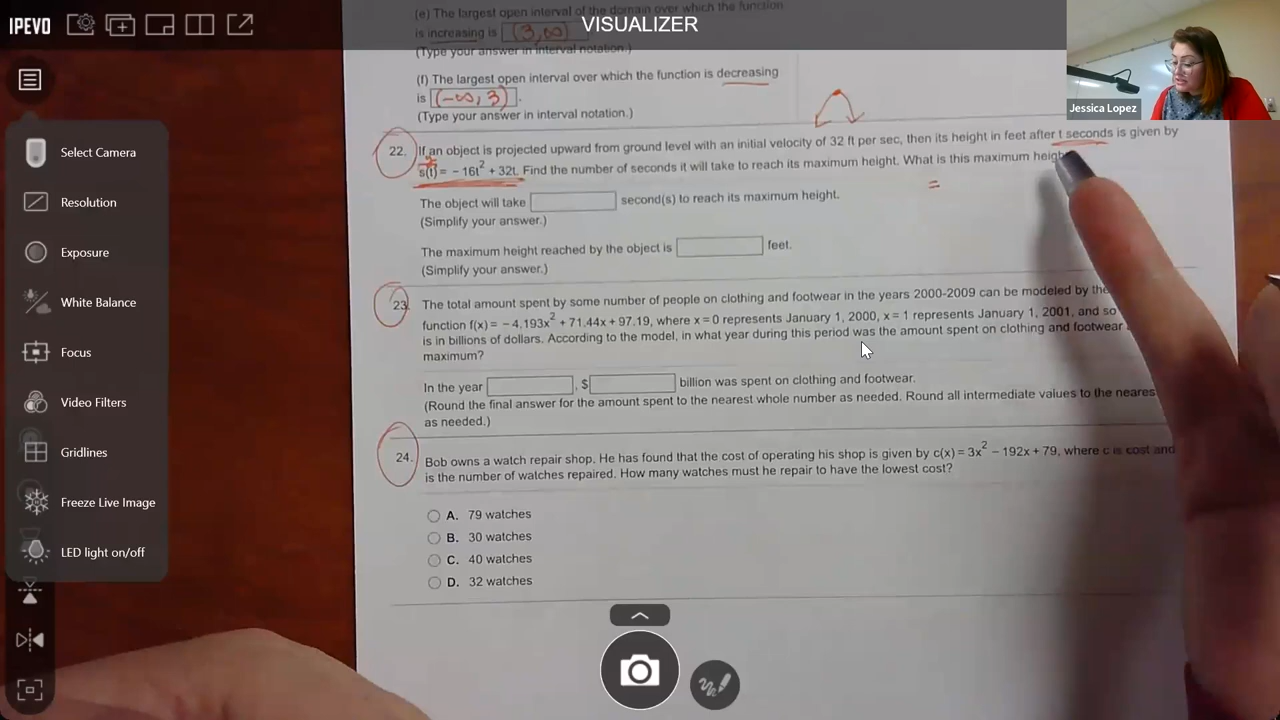 IPEVO
VISUALIZER
Jessica Lopez
Select Camera
Resolution
Exposure
White Balance
Focus
Video Filters
Gridlines
Freeze Live Image
LED light on/off
(e) The largest open interval of the domain over which the function
is increasing is (3,∞)
(Type your answer in interval notation.)
(f) The largest open interval over which the function is decreasing
is (-∞, 3).
(Type your answer in interval notation.)
22. If an object is projected upward from ground level with an initial velocity of 32 ft per sec, then its height in feet after t seconds is given by
s(t) = − 16t² + 32t. Find the number of seconds it will take to reach its maximum height. What is this maximum
=
The object will take second(s) to reach its maximum height.
(Simplify your answer.)
The maximum height reached by the object is feet.
(Simplify your answer.)
23. The total amount spent by some number of people on clothing and footwear in the years 2000-2009 can be modeled by the
function f(x) = − 4.193x² + 71.44x + 97.19, where x = 0 represents January 1, 2000, x = 1 represents January 1, 2001, and so
is in billions of dollars. According to the model, in what year during this period was the amount spent on clothing and footwear
maximum?
In the year , $ billion was spent on clothing and footwear.
(Round the final answer for the amount spent to the nearest whole number as needed. Round all intermediate values to the
as needed.)
24. Bob owns a watch repair shop. He has found that the cost of operating his shop is given by c(x) = 3x² − 192x + 79, where c is cost and
is the number of watches repaired. How many watches must he repair to have the lowest cost?
A. 79 watches
B. 30 watches
C. 40 watches
D. 32 watches